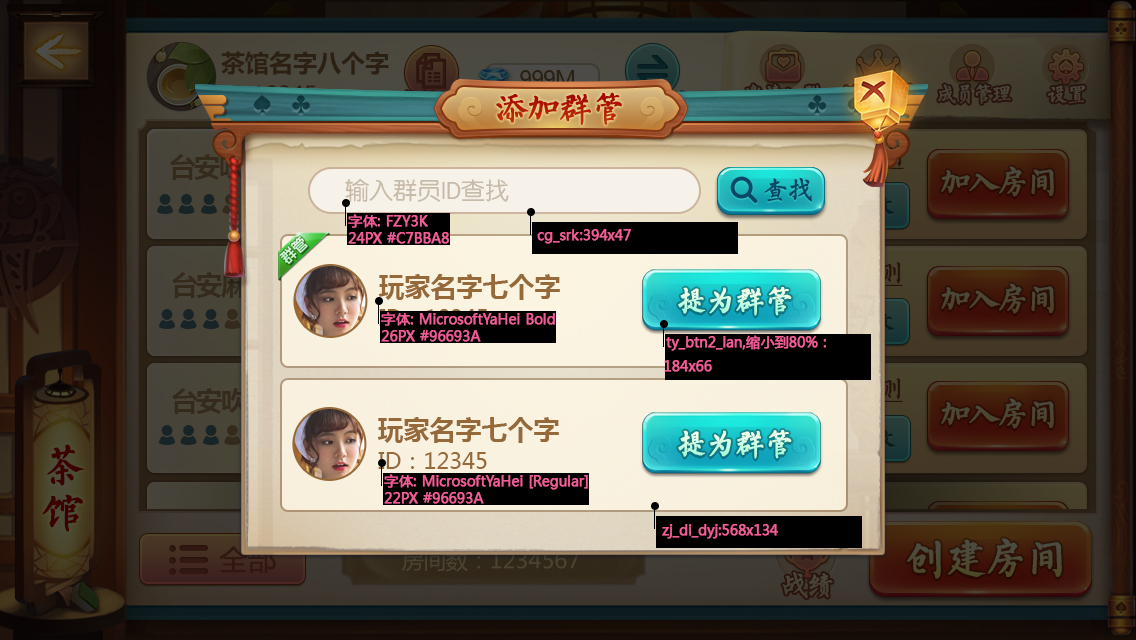 茶馆名字八个字
999M
添加群管
成员管理
设置
输入群员ID查找
查找
字体: FZY3K
24PX #C7BBA8
cg_srk:394x47
群管
玩家名字七个字
提为群管
字体: MicrosoftYaHei Bold
26PX #96693A
ty_btn2_lan,缩小到80%：
184x66
玩家名字七个字
ID：12345
提为群管
字体: MicrosoftYaHei [Regular]
22PX #96693A
zj_di_dyj:568x134
台安
加入房间
台安麻
则
加入房间
台安吹
则
加入房间
茶馆
全部
房间数：1234567
战绩
创建房间